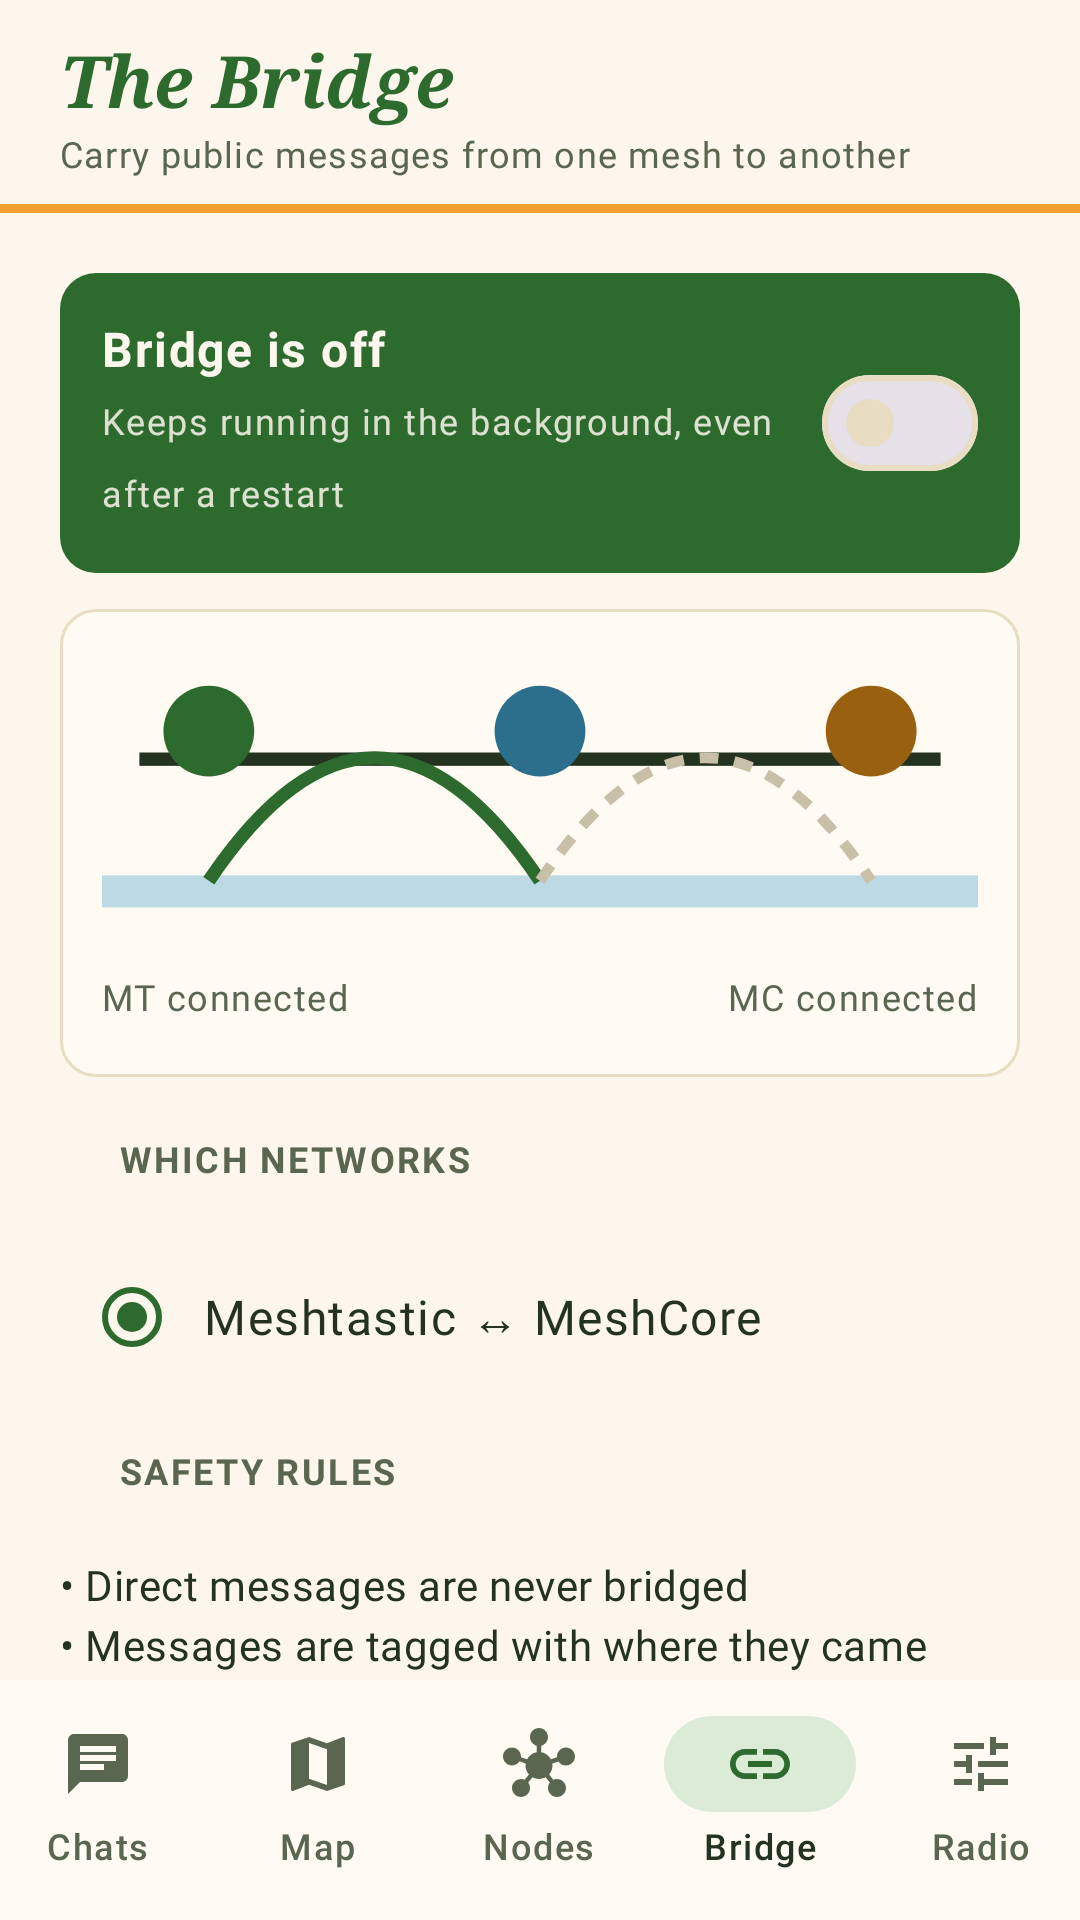 The Bridge
Carry public messages from one mesh to another
Bridge is off
Keeps running in the background, even
after a restart
MT connected
MC connected
WHICH NETWORKS
Meshtastic ↔ MeshCore
SAFETY RULES
• Direct messages are never bridged
• Messages are tagged with where they came
Chats
Map
Nodes
Bridge
Radio